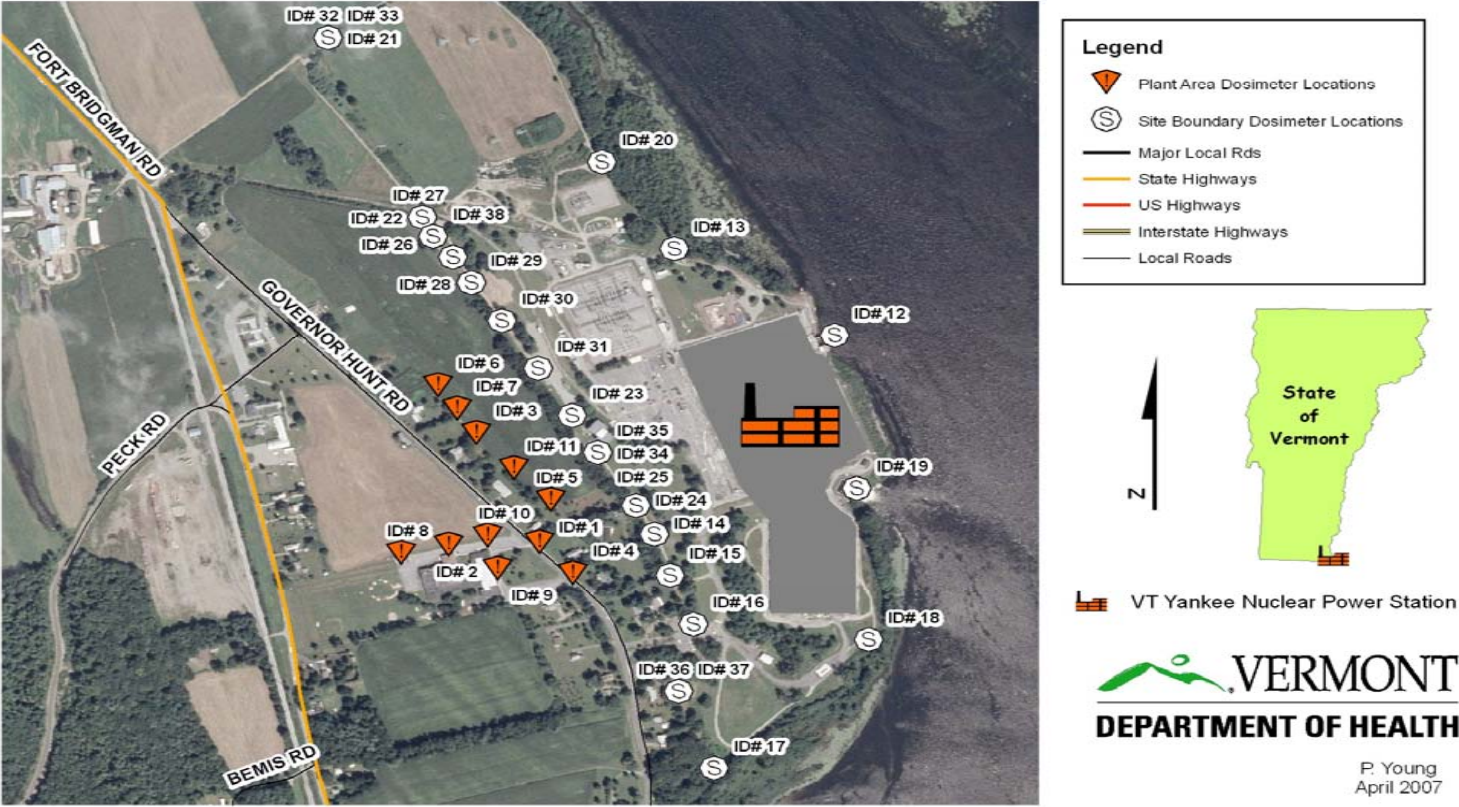 ID# 32 ID# 33
ID# 21
FORT BRIDGMAN RD
ID# 20
ID# 27
ID# 22
ID# 38
ID# 26
ID# 13
ID# 29
ID# 28
ID# 30
GOVERNOR HUNT RD
ID# 12
ID# 31
ID# 6
ID# 7
ID# 23
ID# 3
PECK RD
ID# 35
ID# 11
ID# 34
ID# 19
ID# 5
ID# 25
ID# 24
ID# 10
ID# 8
ID# 1
ID# 14
ID# 4
ID# 15
ID# 2
ID# 9
ID# 16
ID# 18
ID# 36 ID# 37
ID# 17
BEMIS RD
Legend
Plant Area Dosimeter Locations
S Site Boundary Dosimeter Locations
Major Local Rds
State Highways
US Highways
Interstate Highways
Local Roads
N
State
of
Vermont
VT Yankee Nuclear Power Station
VERMONT
DEPARTMENT OF HEALTH
P. Young
April 2007